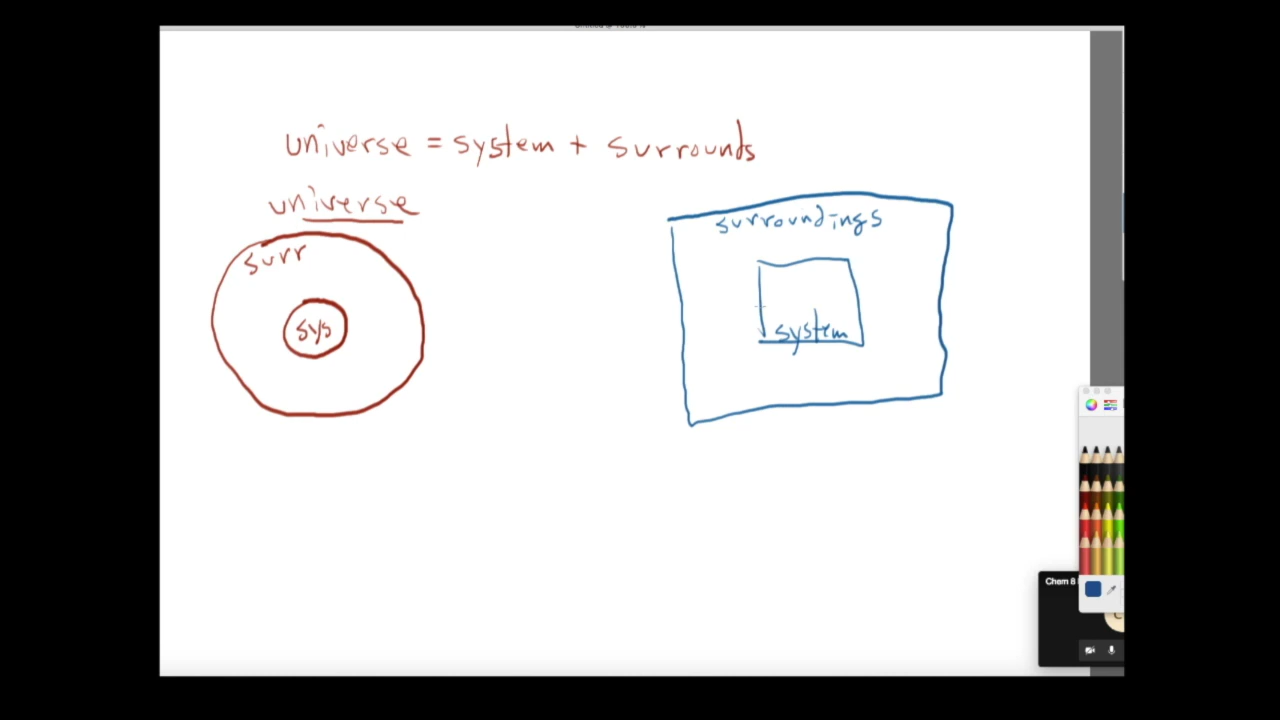 universe = system + surrounds
universe
surr
sys
surroundings
system
Chem 8